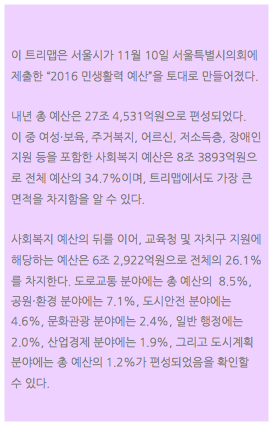 이 트리맵은 서울시가 11월 10일 서울특별시의회에
제출한 “2016 민생활력 예산”을 토대로 만들어졌다.
내년 총 예산은 27조 4,531억원으로 편성되었다.
이 중 여성·보육, 주거복지, 어르신, 저소득층, 장애인
지원 등을 포함한 사회복지 예산은 8조 3893억원으
로 전체 예산의 34.7%이며, 트리맵에서도 가장 큰
면적을 차지함을 알 수 있다.
사회복지 예산의 뒤를 이어, 교육청 및 자치구 지원에
해당하는 예산은 6조 2,922억원으로 전체의 26.1%
를 차지한다. 도로교통 분야에는 총 예산의 8.5%,
공원·환경 분야에는 7.1%, 도시안전 분야에는
4.6%, 문화관광 분야에는 2.4%, 일반 행정에는
2.0%, 산업경제 분야에는 1.9%, 그리고 도시계획
분야에는 총 예산의 1.2%가 편성되었음을 확인할
수 있다.